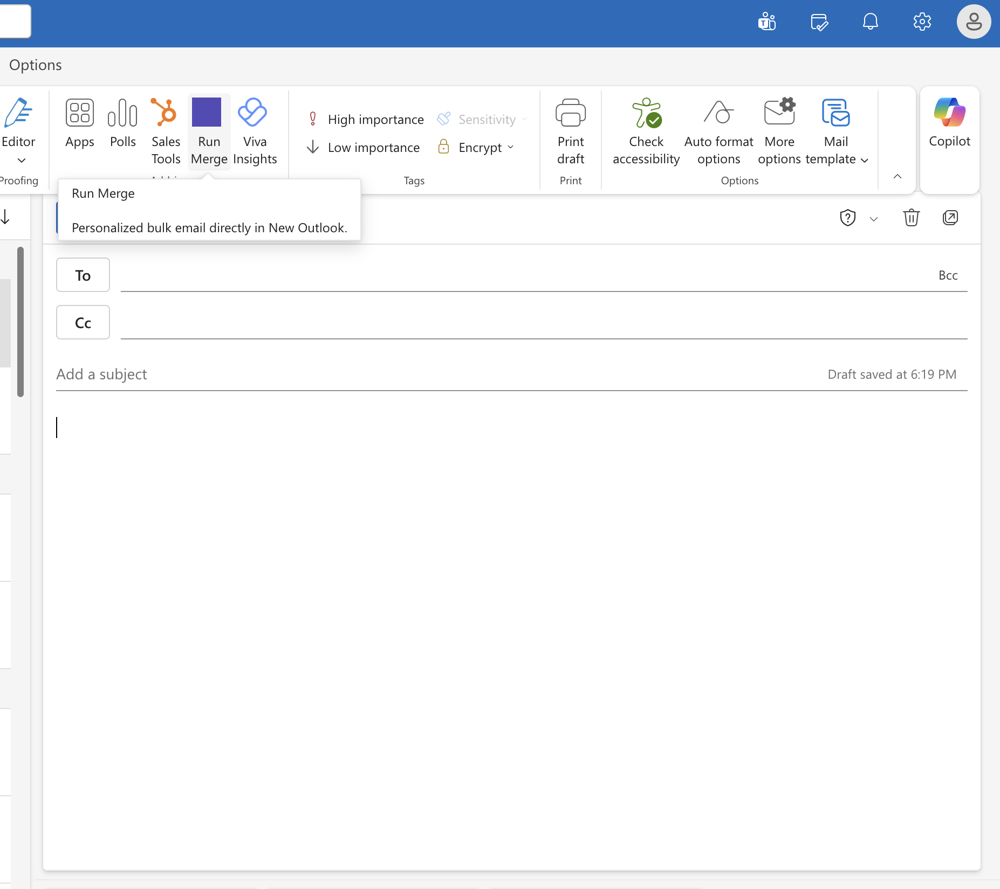 Options
Editor
Proofing
Apps
Polls
Sales
Tools
Run
Merge
Viva
Insights
High importance
Low importance
Sensitivity
Encrypt
Tags
Print
draft
Print
Check
accessibility
Auto format
options
More
options
Mail
template
Options
Copilot
Run Merge
Personalized bulk email directly in New Outlook.
To
Bcc
Cc
Add a subject
Draft saved at 6:19 PM